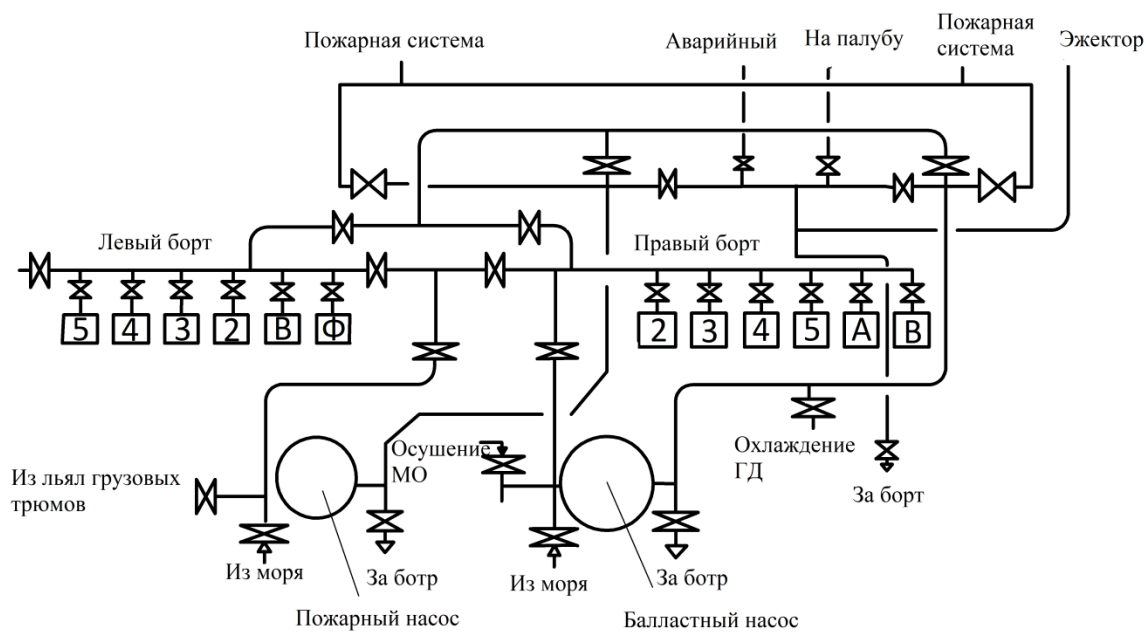 Пожарная система
Аварийный
На палубу
Пожарная
система
Эжектор
Левый борт
Правый борт
5
4
3
2
В
Ф
2
3
4
5
А
В
Осушение
МО
Охлаждение
ГД
Из льял грузовых
трюмов
За борт
Из моря
За ботр
Из моря
За ботр
Пожарный насос
Балластный насос